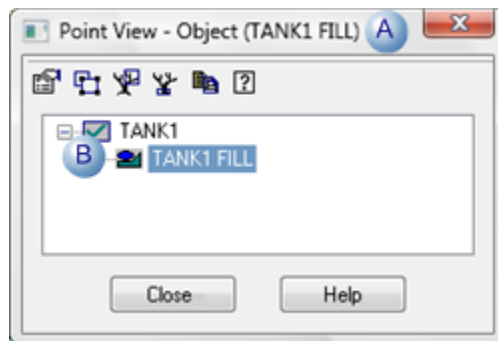 Point View - Object (TANK1 FILL) A
TANK1
B TANK1 FILL
Close Help